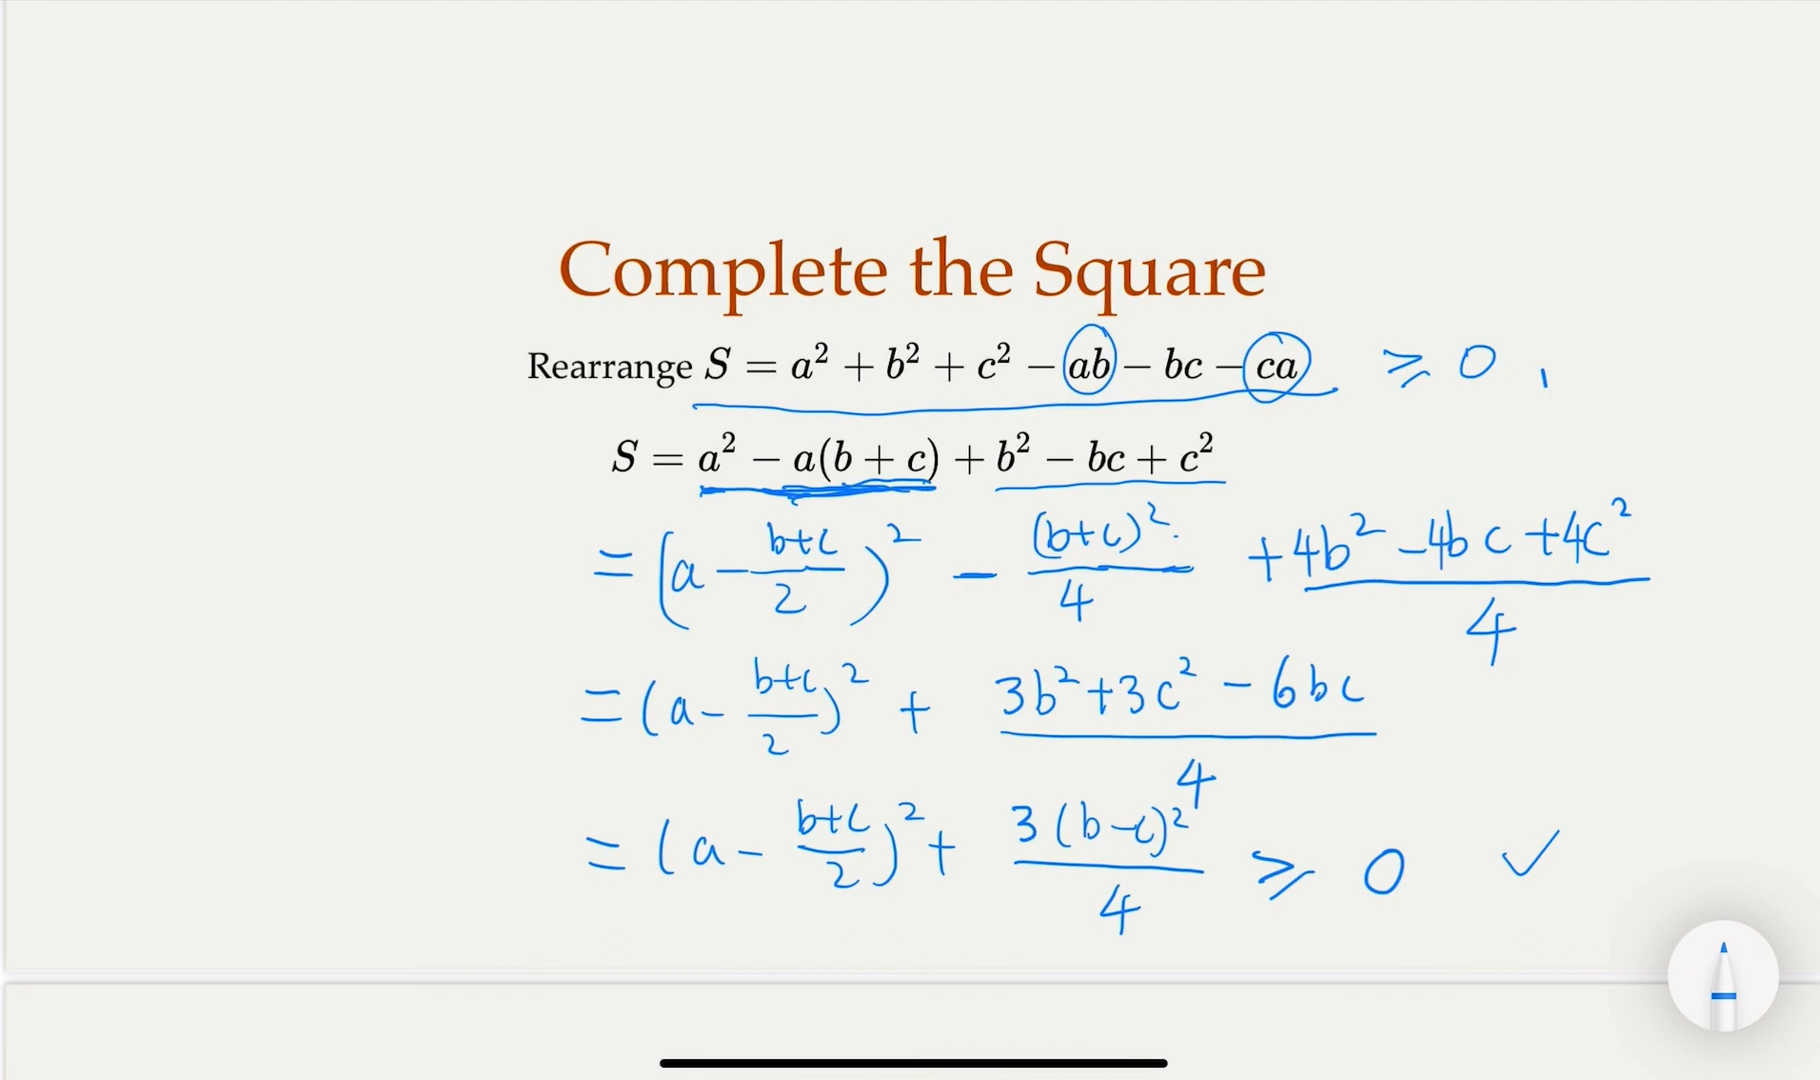 Complete the Square
Rearrange S = a² + b² + c² − ab − bc − ca ≥ 0,
S = a² − a(b + c) + b² − bc + c²
= (a − (b+c)/2)² − (b+c)²/4 + (4b² − 4bc + 4c²)/4
= (a − (b+c)/2)² + (3b² + 3c² − 6bc)/4
= (a − (b+c)/2)² + 3(b−c)²/4 ≥ 0 ✓